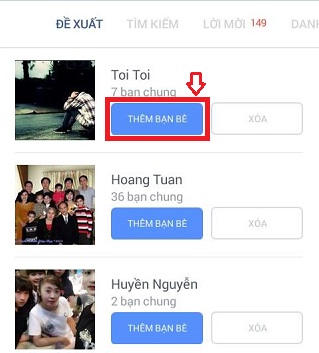 ĐỀ XUẤT TÌM KIẾM LỜI MỜI 149 DANH
Toi Toi
7 bạn chung
THÊM BẠN BÈ XÓA
Hoang Tuan
36 bạn chung
THÊM BẠN BÈ XÓA
Huyền Nguyễn
2 bạn chung
THÊM BẠN BÈ XÓA